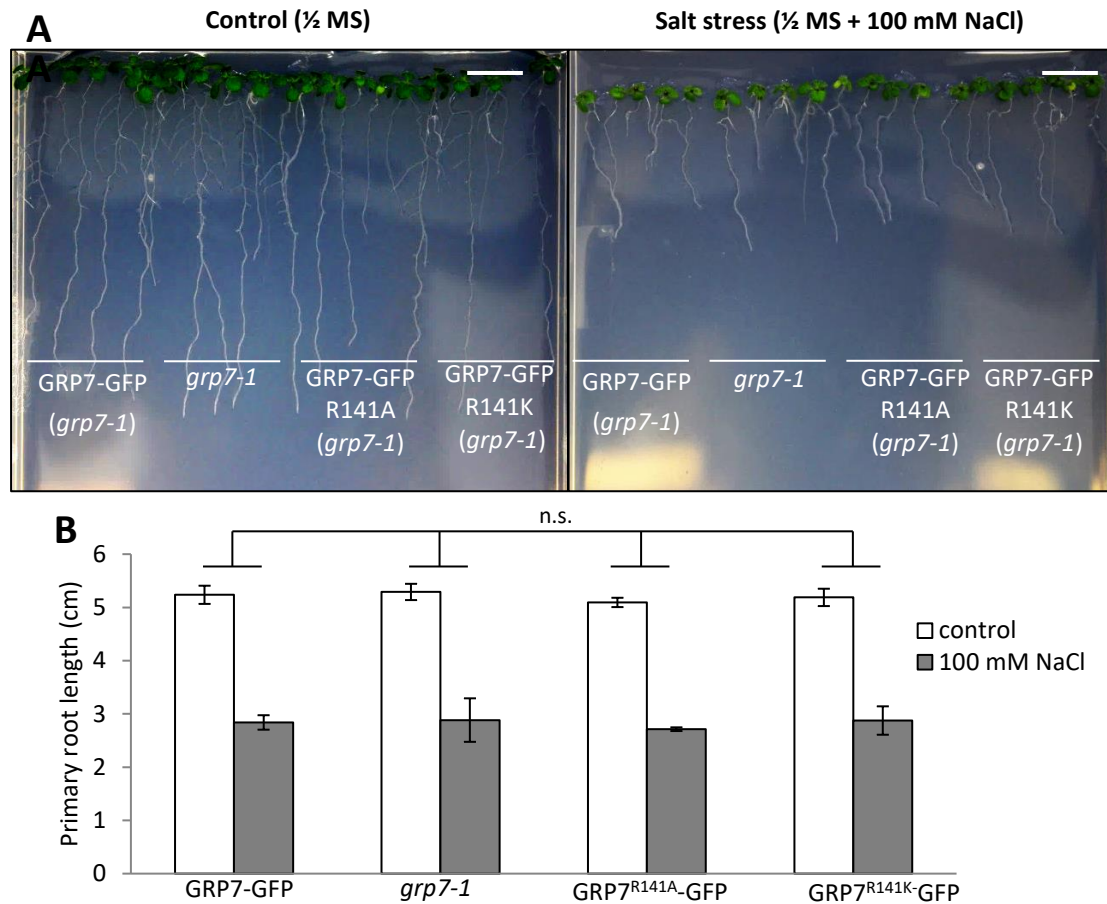 Control (½ MS)
Salt stress (½ MS + 100 mM NaCl)
A
A
GRP7-GFP
(grp7-1)
grp7-1
GRP7-GFP
R141A
(grp7-1)
GRP7-GFP
R141K
(grp7-1)
GRP7-GFP
(grp7-1)
grp7-1
GRP7-GFP
R141A
(grp7-1)
GRP7-GFP
R141K
(grp7-1)
B
n.s.
Primary root length (cm)
6
5
4
3
2
1
0
control
100 mM NaCl
GRP7-GFP
grp7-1
GRP7R141A-GFP
GRP7R141K-GFP